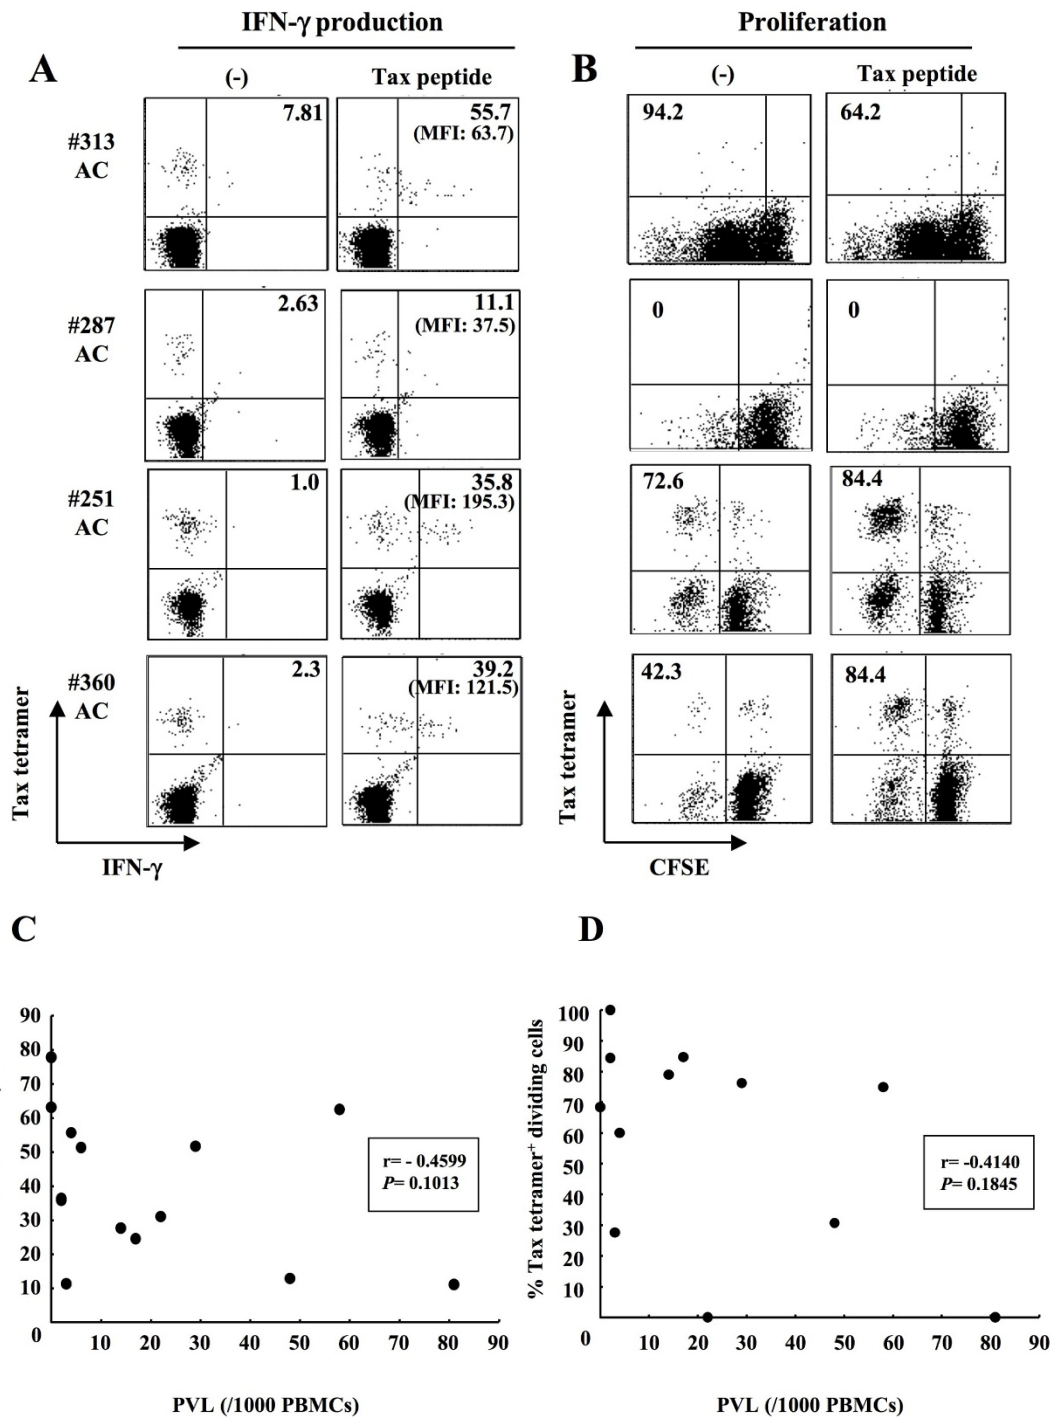 IFN-γ production
Proliferation
A
(-)
Tax peptide
B
(-)
Tax peptide
#313
AC
7.81
55.7
(MFI: 63.7)
94.2
64.2
#287
AC
2.63
11.1
(MFI: 37.5)
0
0
#251
AC
1.0
35.8
(MFI: 195.3)
72.6
84.4
#360
AC
2.3
39.2
(MFI: 121.5)
42.3
84.4
Tax tetramer
IFN-γ
Tax tetramer
CFSE
C
90
80
70
60
50
40
30
20
10
0
10 20 30 40 50 60 70 80 90
r= - 0.4599
P= 0.1013
PVL (/1000 PBMCs)
D
% Tax tetramer⁺ dividing cells
100
90
80
70
60
50
40
30
20
10
0
10 20 30 40 50 60 70 80 90
r= -0.4140
P= 0.1845
PVL (/1000 PBMCs)